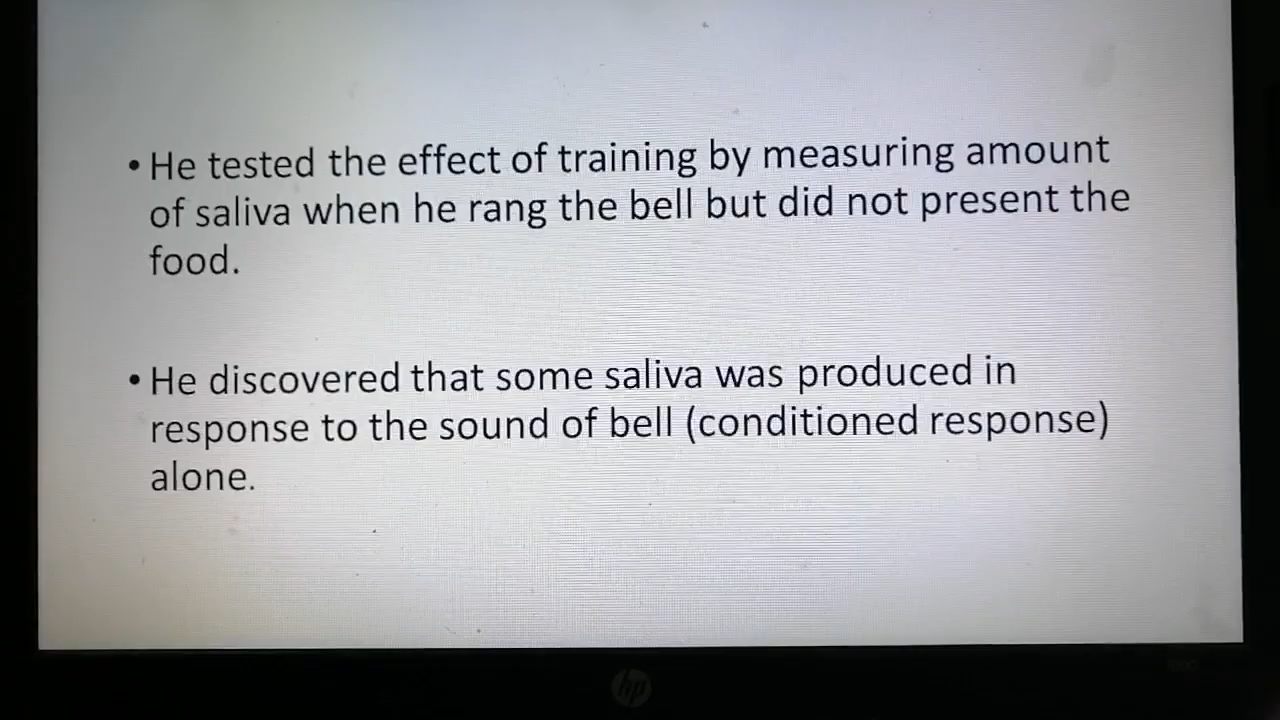 • He tested the effect of training by measuring amount
of saliva when he rang the bell but did not present the
food.
• He discovered that some saliva was produced in
response to the sound of bell (conditioned response)
alone.
hp